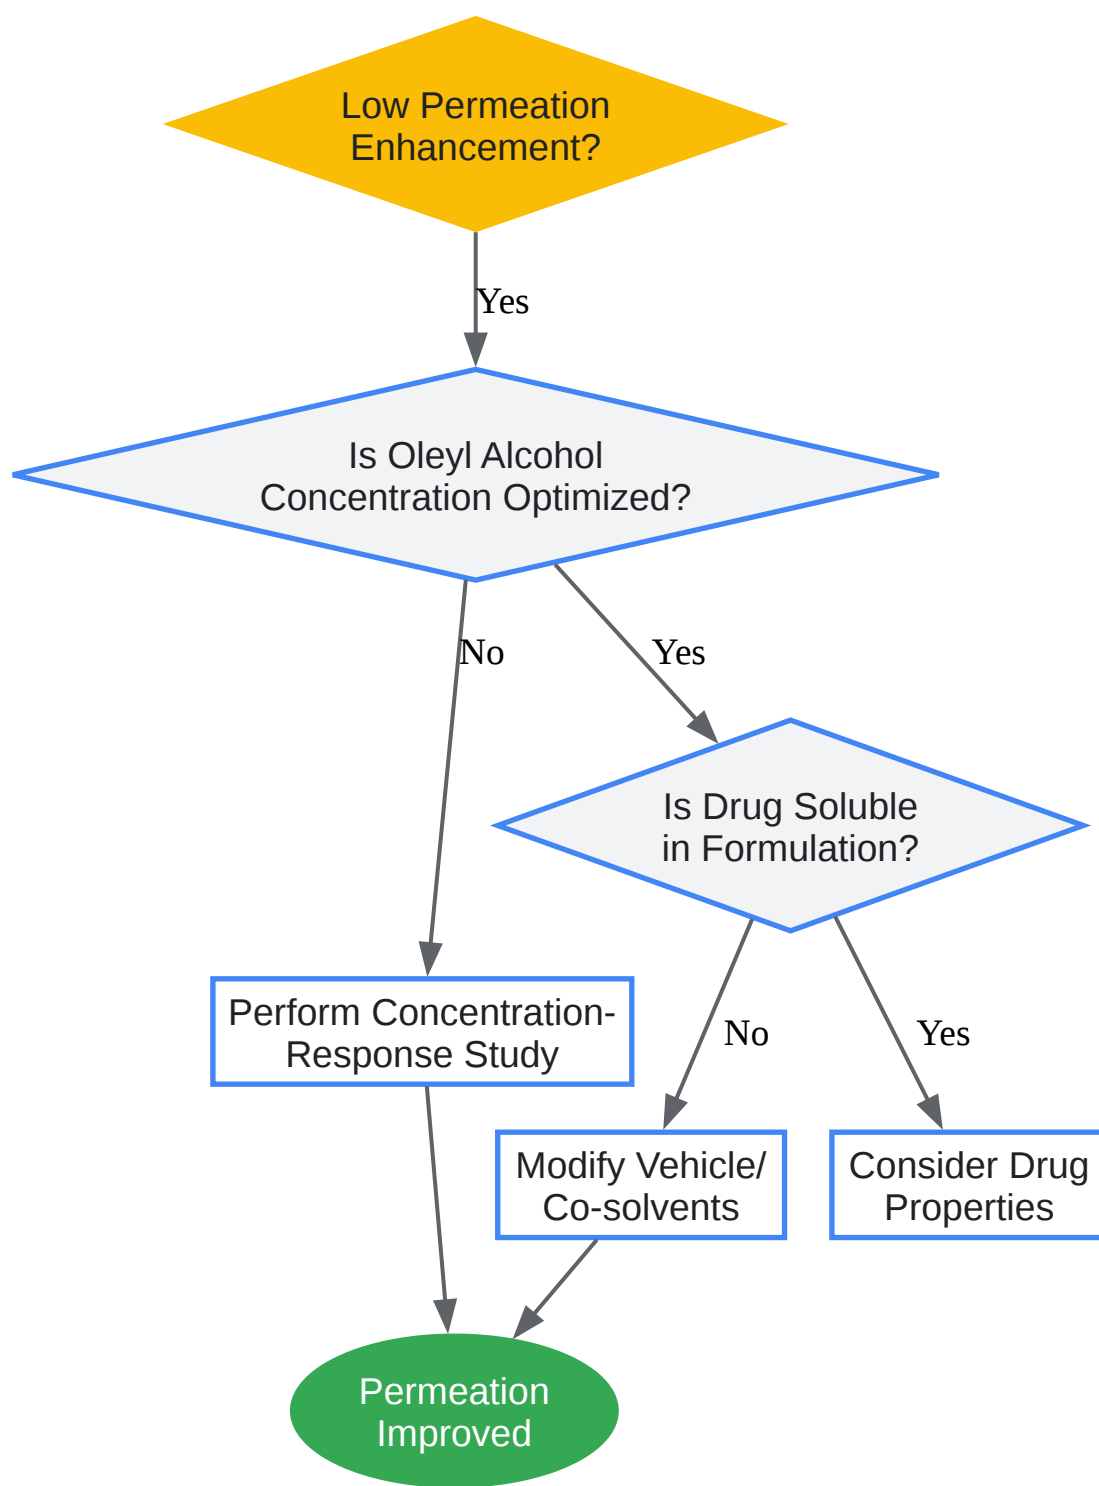 Low Permeation
Enhancement?
Yes
Is Oleyl Alcohol
Concentration Optimized?
No
Yes
Is Drug Soluble
in Formulation?
Perform Concentration-
Response Study
No
Yes
Modify Vehicle/
Co-solvents
Consider Drug
Properties
Permeation
Improved